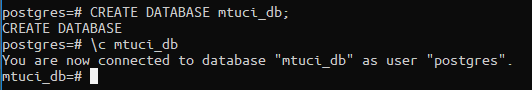 postgres=# CREATE DATABASE mtuci_db;
CREATE DATABASE
postgres=# \c mtuci_db
You are now connected to database "mtuci_db" as user "postgres".
mtuci_db=#